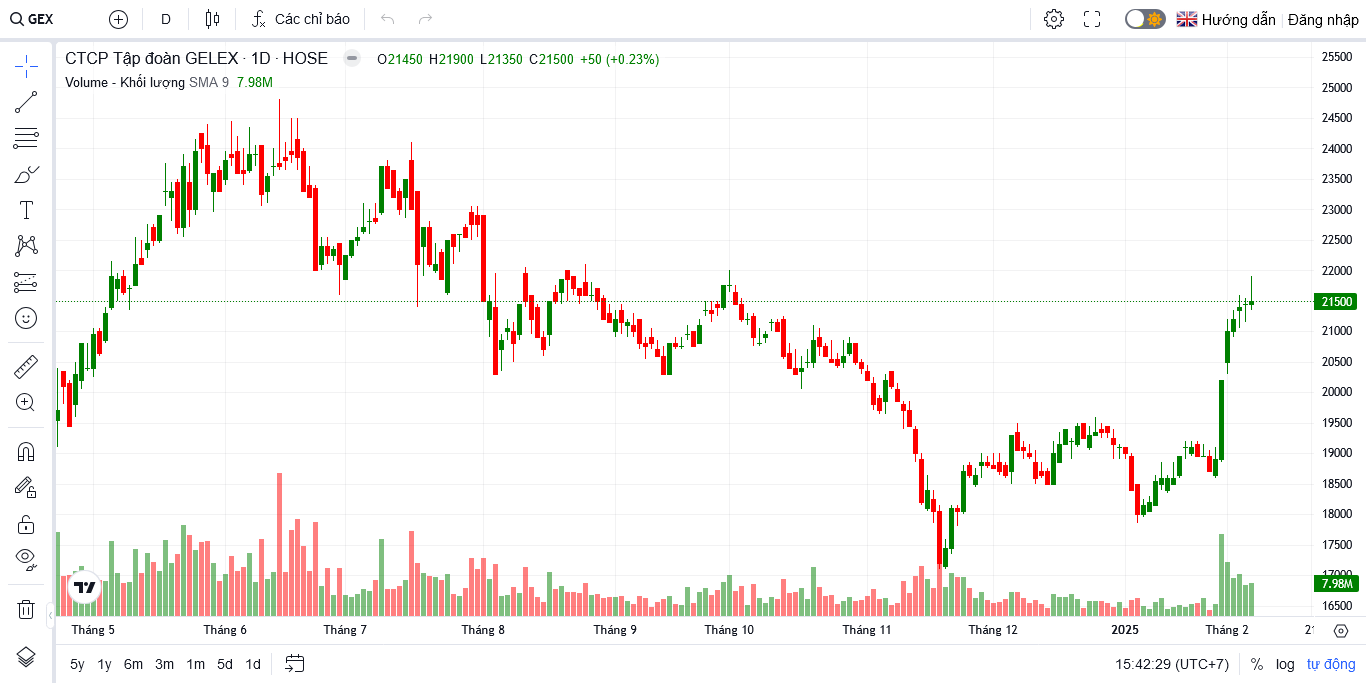 GEX
D
Các chỉ báo
Hướng dẫn
Đăng nhập
CTCP Tập đoàn GELEX · 1D · HOSE
O21450 H21900 L21350 C21500 +50 (+0.23%)
Volume - Khối lượng SMA 9 7.98M
25500
25000
24500
24000
23500
23000
22500
22000
21500
21000
20500
20000
19500
19000
18500
18000
17500
17000
7.98M
16500
Tháng 5 Tháng 6 Tháng 7 Tháng 8 Tháng 9 Tháng 10 Tháng 11 Tháng 12 2025 Tháng 2
5y 1y 6m 3m 1m 5d 1d
15:42:29 (UTC+7) % log tự động